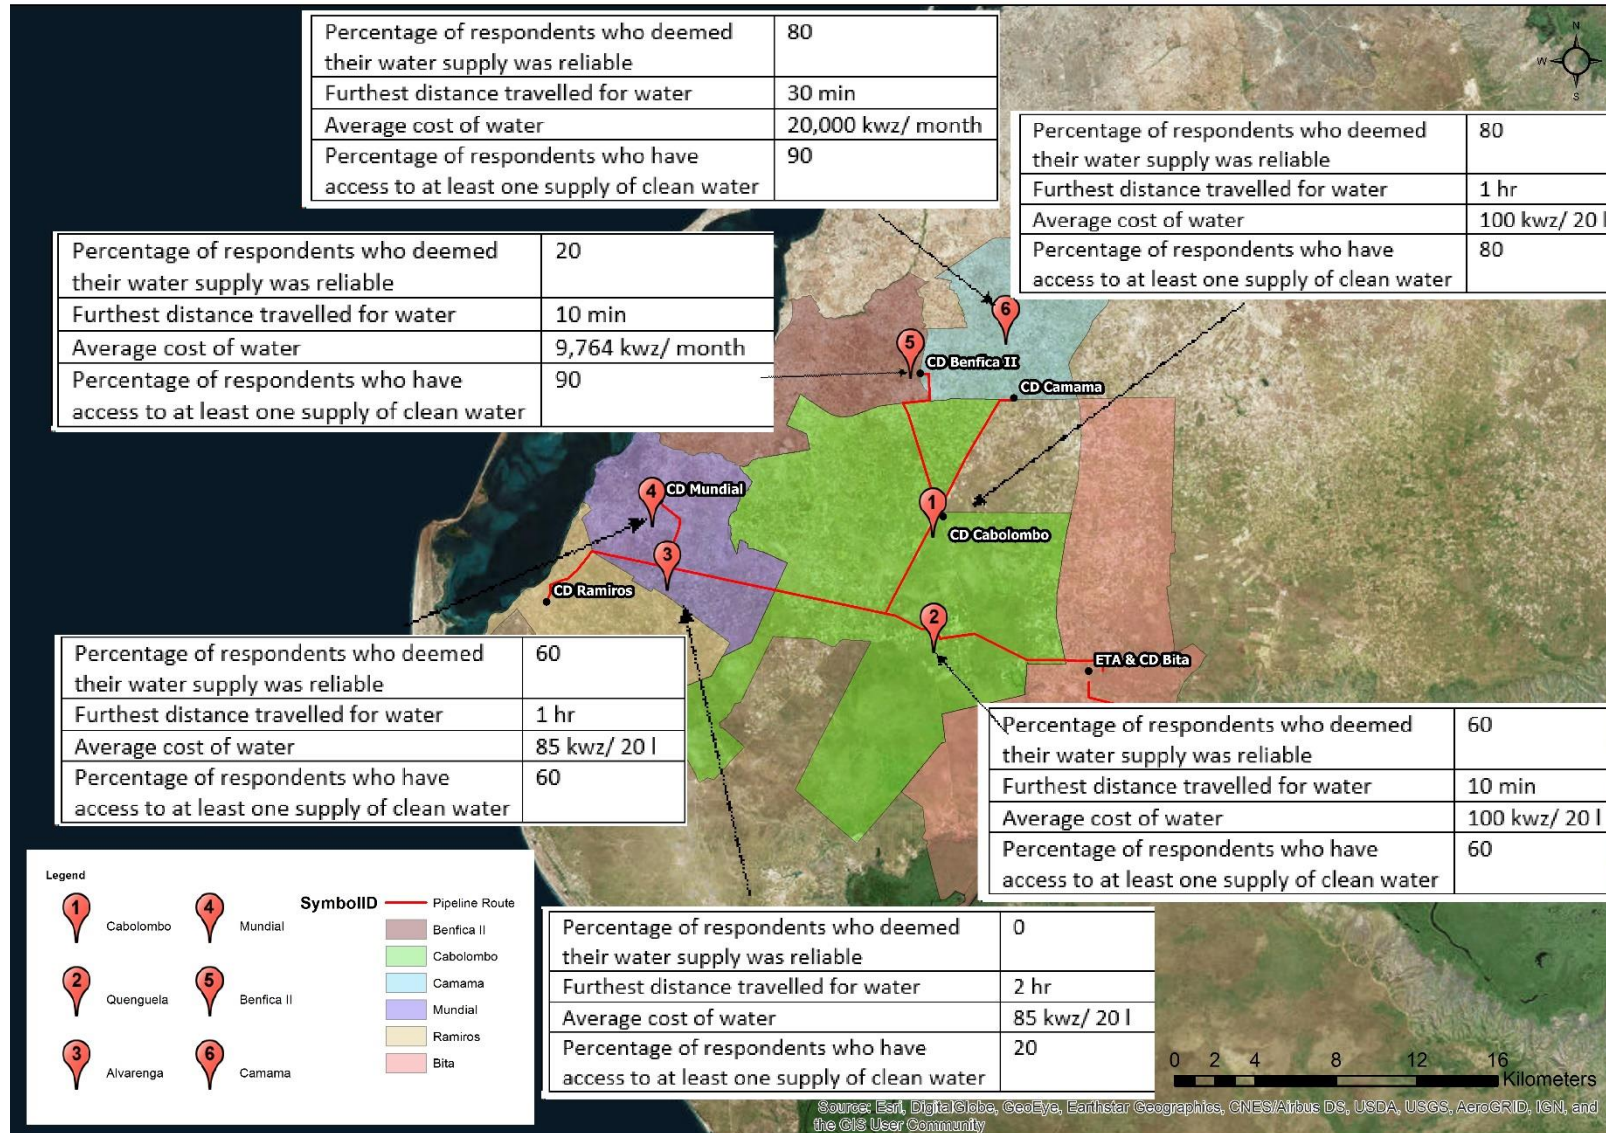 Percentage of respondents who deemed
their water supply was reliable
80
Furthest distance travelled for water
30 min
Average cost of water
20,000 kwz/ month
Percentage of respondents who have
access to at least one supply of clean water
90
N
W
S
Percentage of respondents who deemed
their water supply was reliable
80
Furthest distance travelled for water
1 hr
Average cost of water
100 kwz/ 20 l
Percentage of respondents who have
access to at least one supply of clean water
80
Percentage of respondents who deemed
their water supply was reliable
20
Furthest distance travelled for water
10 min
Average cost of water
9,764 kwz/ month
Percentage of respondents who have
access to at least one supply of clean water
90
6
5
CD Benfica II
CD Camama
4
CD Mundial
1
CD Cabolombo
3
CD Ramiros
2
ETA & CD Bita
Percentage of respondents who deemed
their water supply was reliable
60
Furthest distance travelled for water
1 hr
Average cost of water
85 kwz/ 20 l
Percentage of respondents who have
access to at least one supply of clean water
60
Percentage of respondents who deemed
their water supply was reliable
60
Furthest distance travelled for water
10 min
Average cost of water
100 kwz/ 20 l
Percentage of respondents who have
access to at least one supply of clean water
60
Percentage of respondents who deemed
their water supply was reliable
0
Furthest distance travelled for water
2 hr
Average cost of water
85 kwz/ 20 l
Percentage of respondents who have
access to at least one supply of clean water
20
Legend
1 Cabolombo
4 Mundial
2 Quenguela
5 Benfica II
3 Alvarenga
6 Camama
SymbolID
Pipeline Route
Benfica II
Cabolombo
Camama
Mundial
Ramiros
Bita
0 2 4 8 12 16
Kilometers
Source: Esri, DigitalGlobe, GeoEye, Earthstar Geographics, CNES/Airbus DS, USDA, USGS, AeroGRID, IGN, and
the GIS User Community